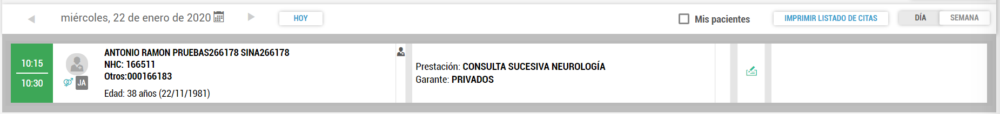 miércoles, 22 de enero de 2020
HOY
Mis pacientes
IMPRIMIR LISTADO DE CITAS
DÍA
SEMANA
10:15
10:30
JA
ANTONIO RAMON PRUEBAS266178 SINA266178
NHC: 166511
Otros:000166183
Edad: 38 años (22/11/1981)
Prestación: CONSULTA SUCESIVA NEUROLOGÍA
Garante: PRIVADOS